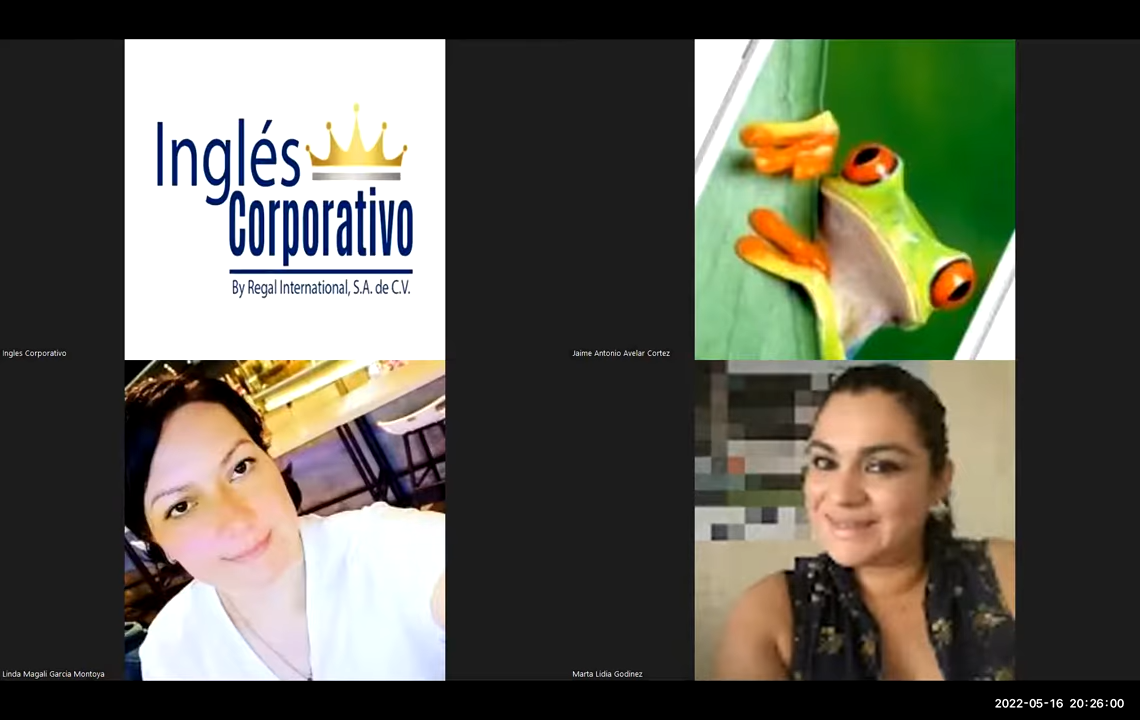 Inglés
Corporativo
By Regal International, S.A. de C.V.
Ingles Corporativo
Jaime Antonio Avelar Cortez
Linda Magali Garcia Montoya
Marta Lidia Godinez
2022-05-16 20:26:00